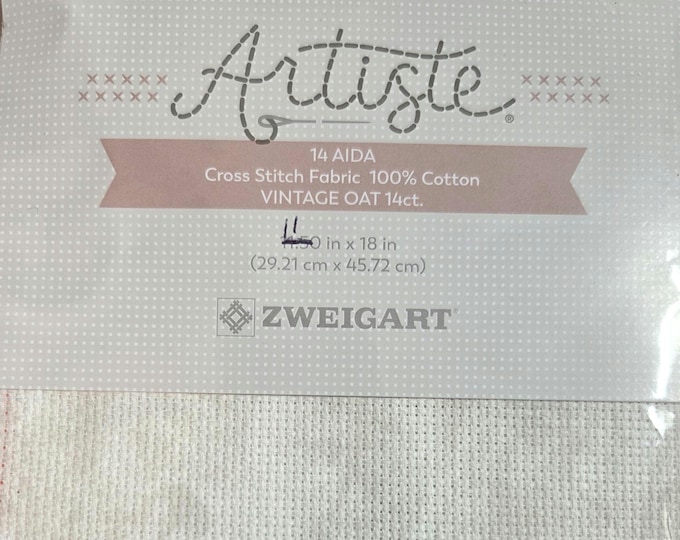 Artiste®
14 AIDA
Cross Stitch Fabric 100% Cotton
VINTAGE OAT 14ct.
11
11.50 in x 18 in
(29.21 cm x 45.72 cm)
ZWEIGART